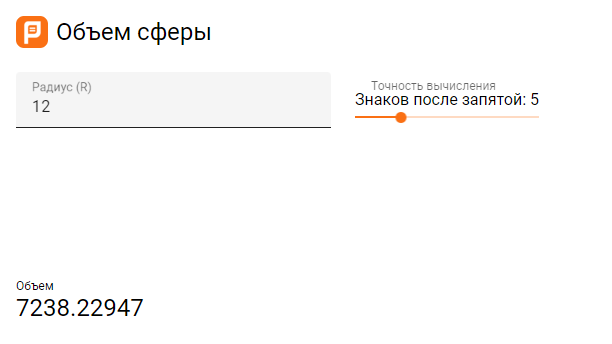 Объем сферы
Радиус (R)
12
Точность вычисления
Знаков после запятой: 5
Объем
7238.22947